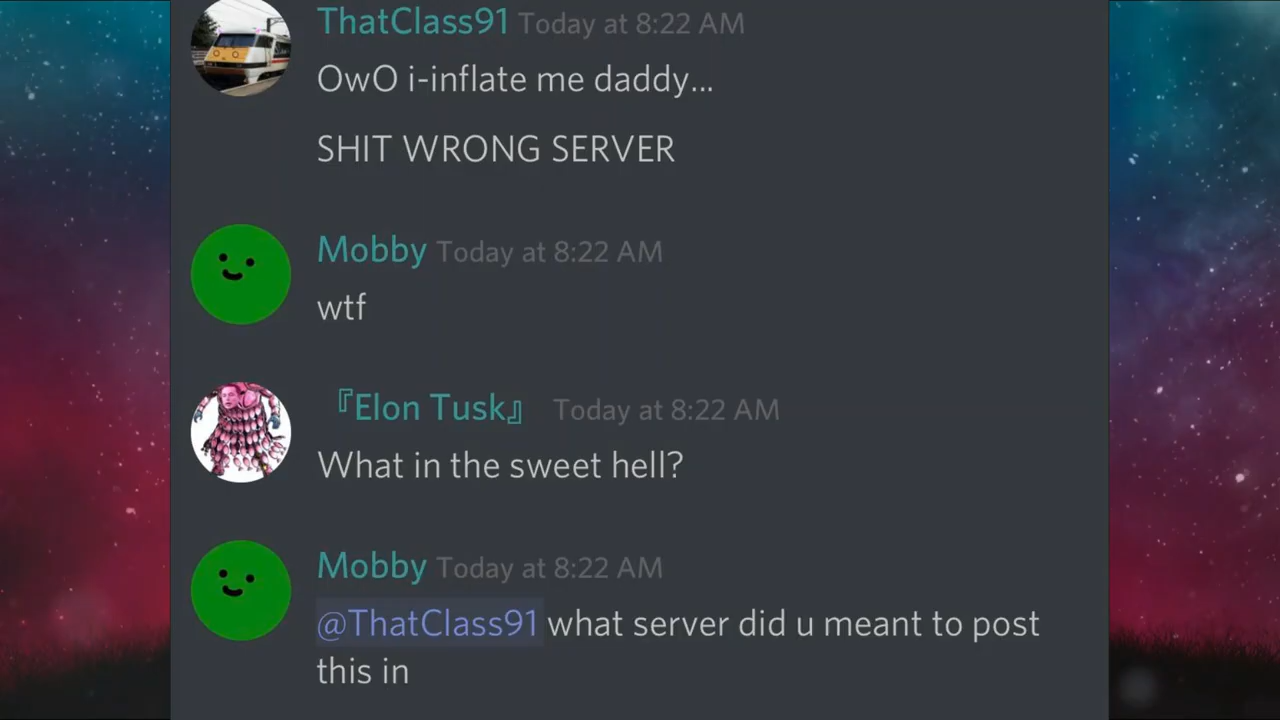 ThatClass91 Today at 8:22 AM
OwO i-inflate me daddy...
SHIT WRONG SERVER
Mobby Today at 8:22 AM
wtf
『Elon Tusk』 Today at 8:22 AM
What in the sweet hell?
Mobby Today at 8:22 AM
@ThatClass91 what server did u meant to post
this in